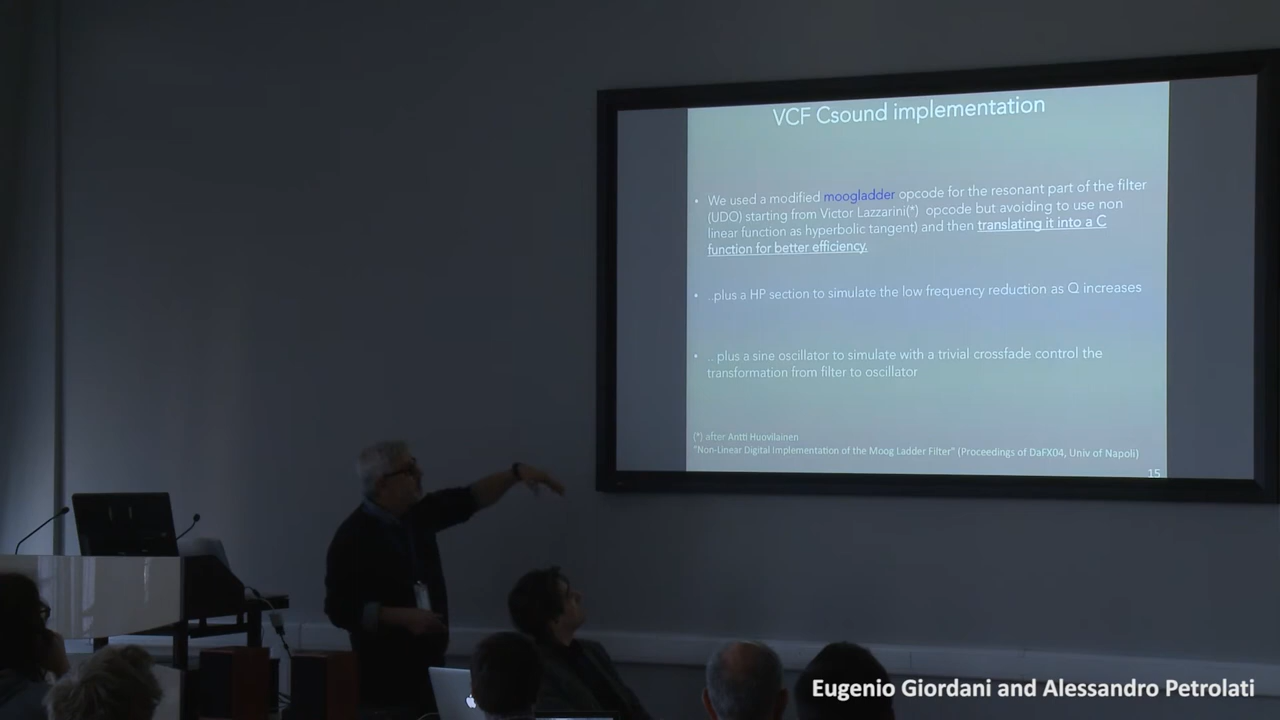 VCF Csound implementation
• We used a modified moogladder opcode for the resonant part of the filter
(UDO) starting from Victor Lazzarini(*) opcode but avoiding to use non
linear function as hyperbolic tangent) and then translating it into a C
function for better efficiency.
• ..plus a HP section to simulate the low frequency reduction as Q increases
• .. plus a sine oscillator to simulate with a trivial crossfade control the
transformation from filter to oscillator
(*) after Antti Huovilainen
"Non-Linear Digital Implementation of the Moog Ladder Filter" (Proceedings of DaFX04, Univ of Napoli)
15
Eugenio Giordani and Alessandro Petrolati